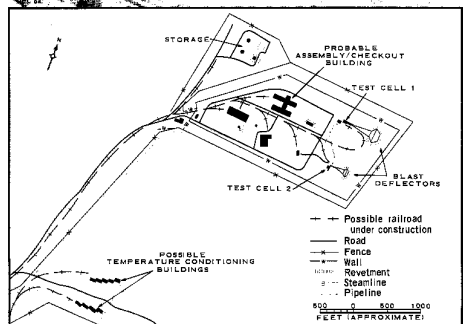 N
STORAGE
PROBABLE
ASSEMBLY/CHECKOUT
BUILDING
TEST CELL 1
TEST CELL 2
BLAST
DEFLECTORS
POSSIBLE
TEMPERATURE CONDITIONING
BUILDINGS
Possible railroad
under construction
Road
Fence
Wall
Revetment
Steamline
Pipeline
500 0 500 1000
FEET (APPROXIMATE)